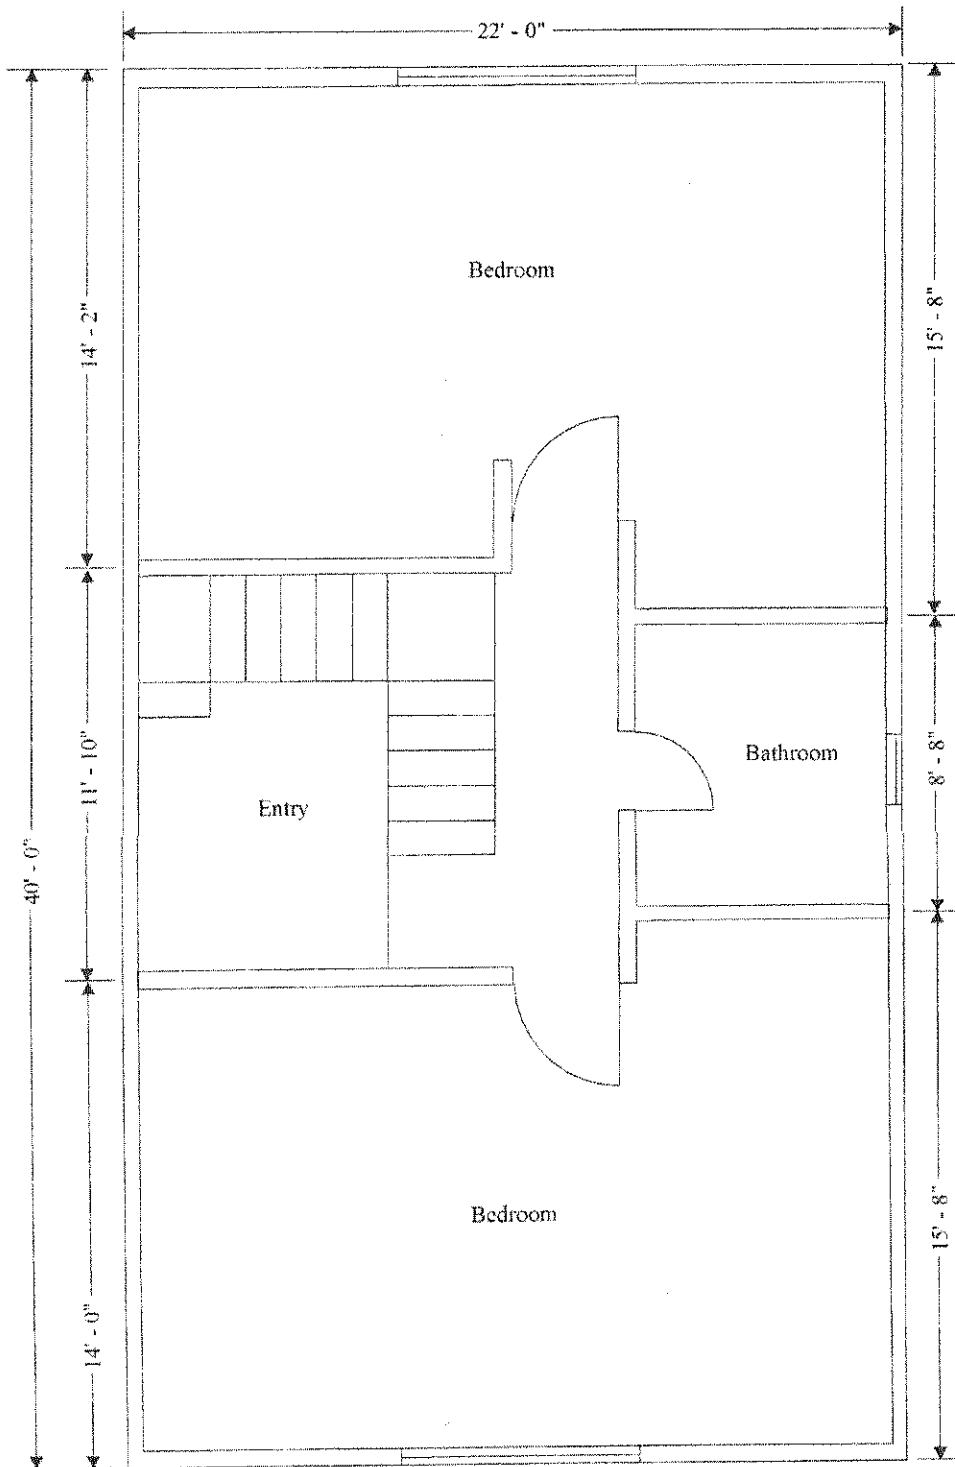 22' - 0"
Bedroom
14' - 2"
15' - 8"
11' - 10"
Bathroom
8' - 8"
Entry
40' - 0"
Bedroom
15' - 8"
14' - 0"